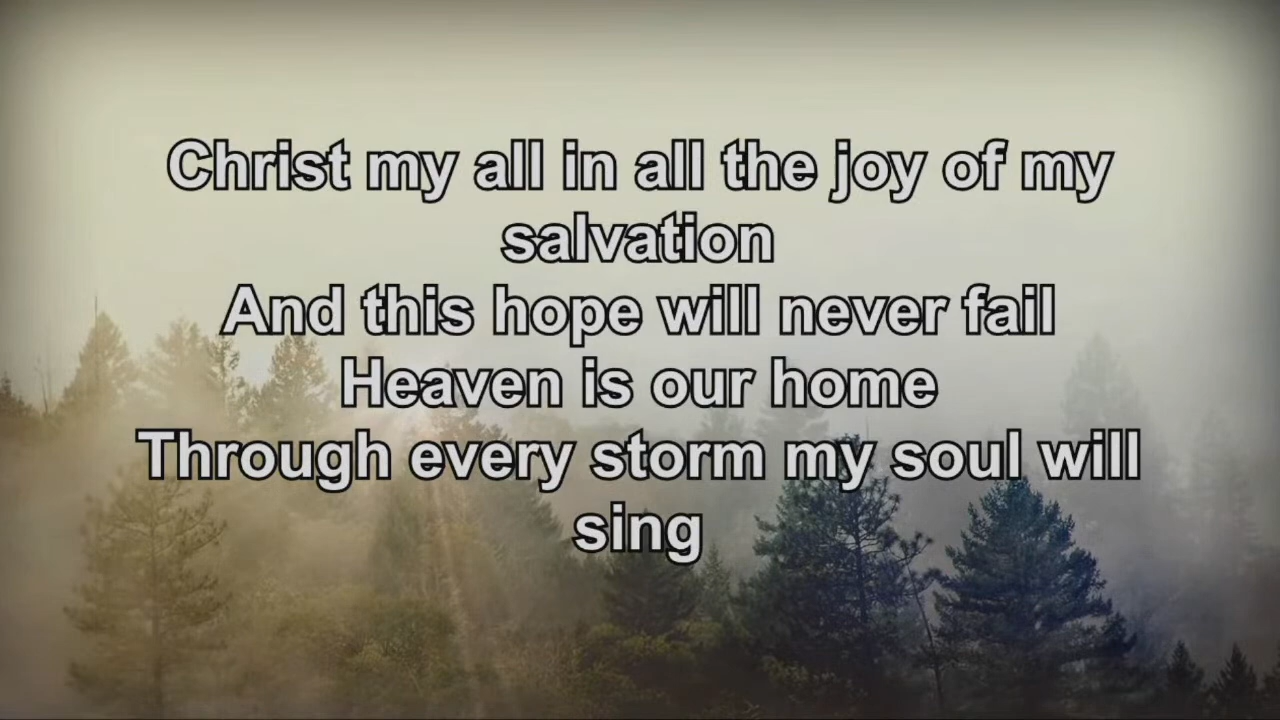 Christ my all in all the joy of my
salvation
And this hope will never fail
Heaven is our home
Through every storm my soul will
sing